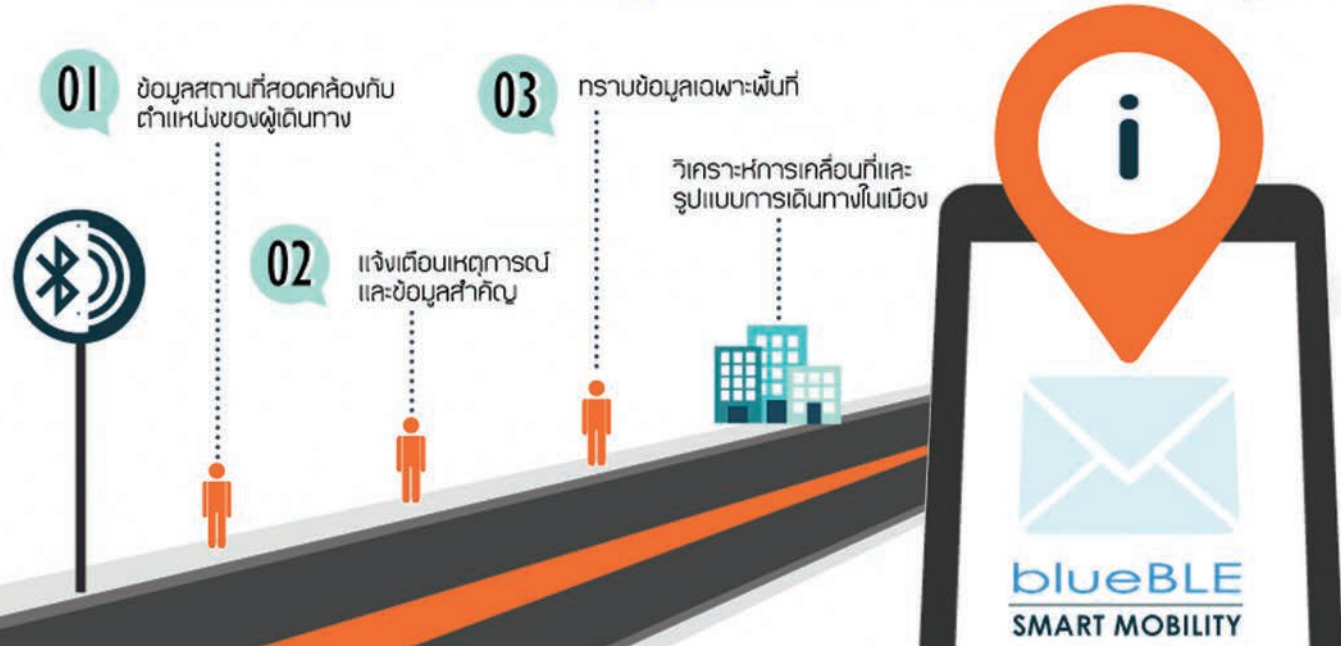 01
ข้อมูลสถานที่สอดคล้องกับ
ตำแหน่งของผู้เดินทาง
02
แจ้งเตือนเหตุการณ์
และข้อมูลสำคัญ
03
ทราบข้อมูลเฉพาะพื้นที่
วิเคราะห์การเคลื่อนที่และ
รูปแบบการเดินทางในเมือง
i
blueBLE
SMART MOBILITY